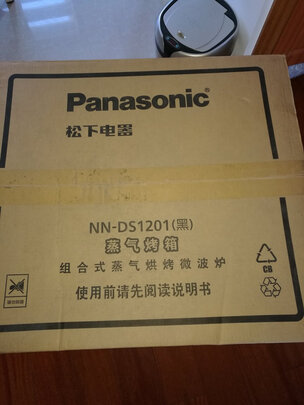 Panasonic
松下电器
NN-DS1201(黑)
蒸气烤箱
组合式蒸气烘烤微波炉
使用前请先阅读说明书
CB